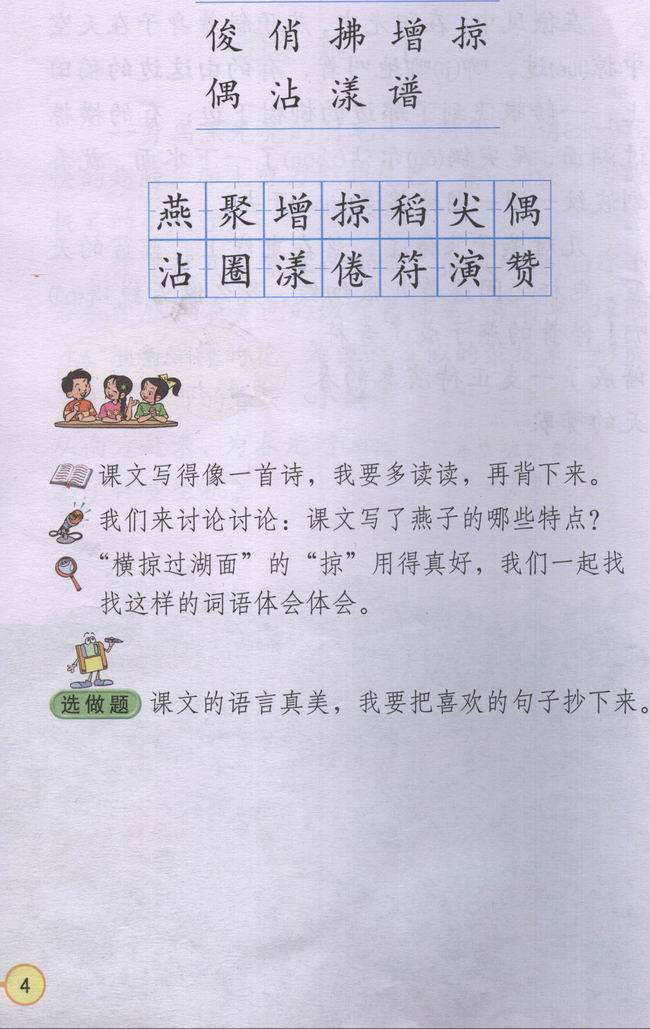 俊俏拂增掠
偶沾漾谱
燕聚增掠稻尖偶
沾圈漾倦符演赞
课文写得像一首诗，我要多读读，再背下来。
我们来讨论讨论：课文写了燕子的哪些特点？
“横掠过湖面”的“掠”用得真好，我们一起找
找这样的词语体会体会。
选做题 课文的语言真美，我要把喜欢的句子抄下来。
4